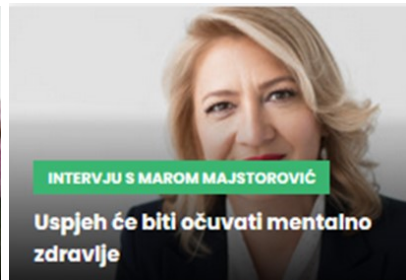 INTERVJU S MAROM MAJSTOROVIĆ
Uspjeh će biti očuvati mentalno
zdravlje